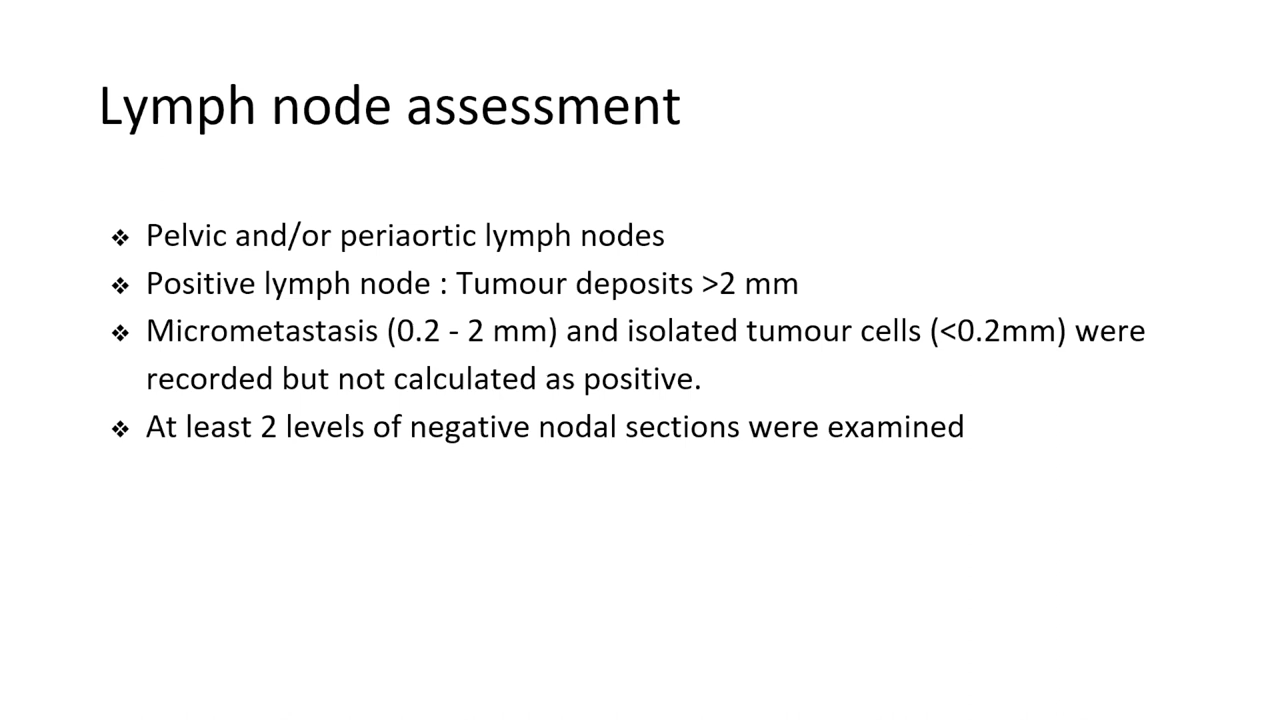 Lymph node assessment
❖ Pelvic and/or periaortic lymph nodes
❖ Positive lymph node : Tumour deposits >2 mm
❖ Micrometastasis (0.2 - 2 mm) and isolated tumour cells (<0.2mm) were
recorded but not calculated as positive.
❖ At least 2 levels of negative nodal sections were examined